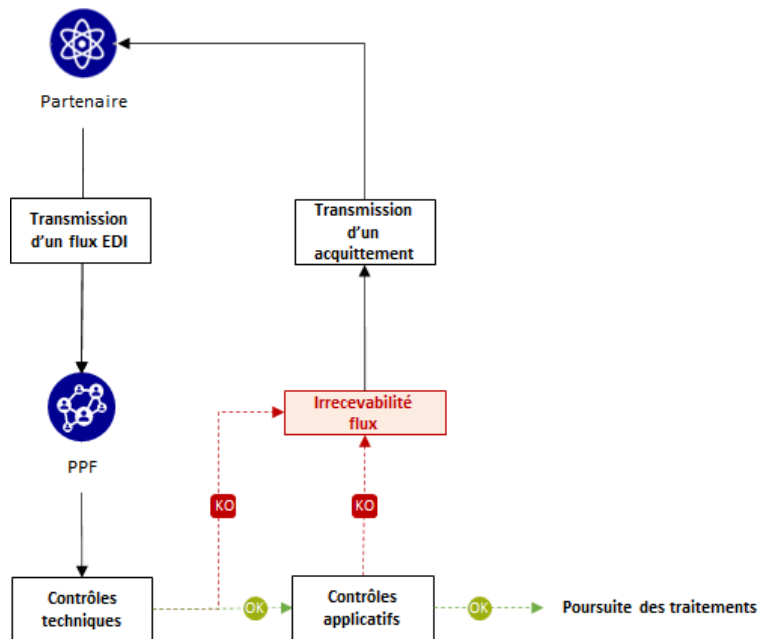 Partenaire
Transmission
d'un flux EDI
Transmission
d'un
acquittement
Irrecevabilité
flux
PPF
KO
KO
Contrôles
techniques
OK
Contrôles
applicatifs
OK
Poursuite des traitements